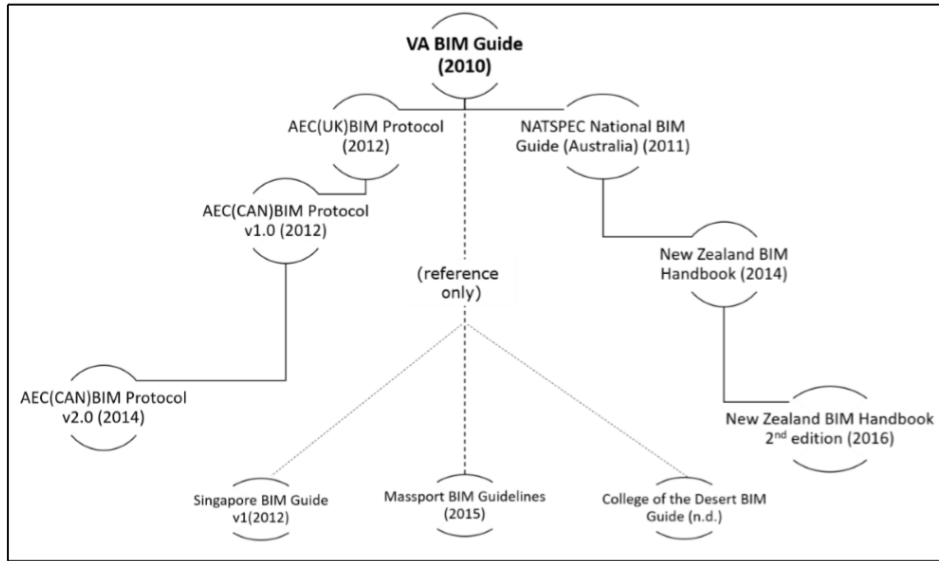 VA BIM Guide
(2010)
AEC(UK)BIM Protocol
(2012)
NATSPEC National BIM
Guide (Australia) (2011)
AEC(CAN)BIM Protocol
v1.0 (2012)
New Zealand BIM
Handbook (2014)
(reference
only)
AEC(CAN)BIM Protocol
v2.0 (2014)
New Zealand BIM Handbook
2nd edition (2016)
Singapore BIM Guide
v1(2012)
Massport BIM Guidelines
(2015)
College of the Desert BIM
Guide (n.d.)